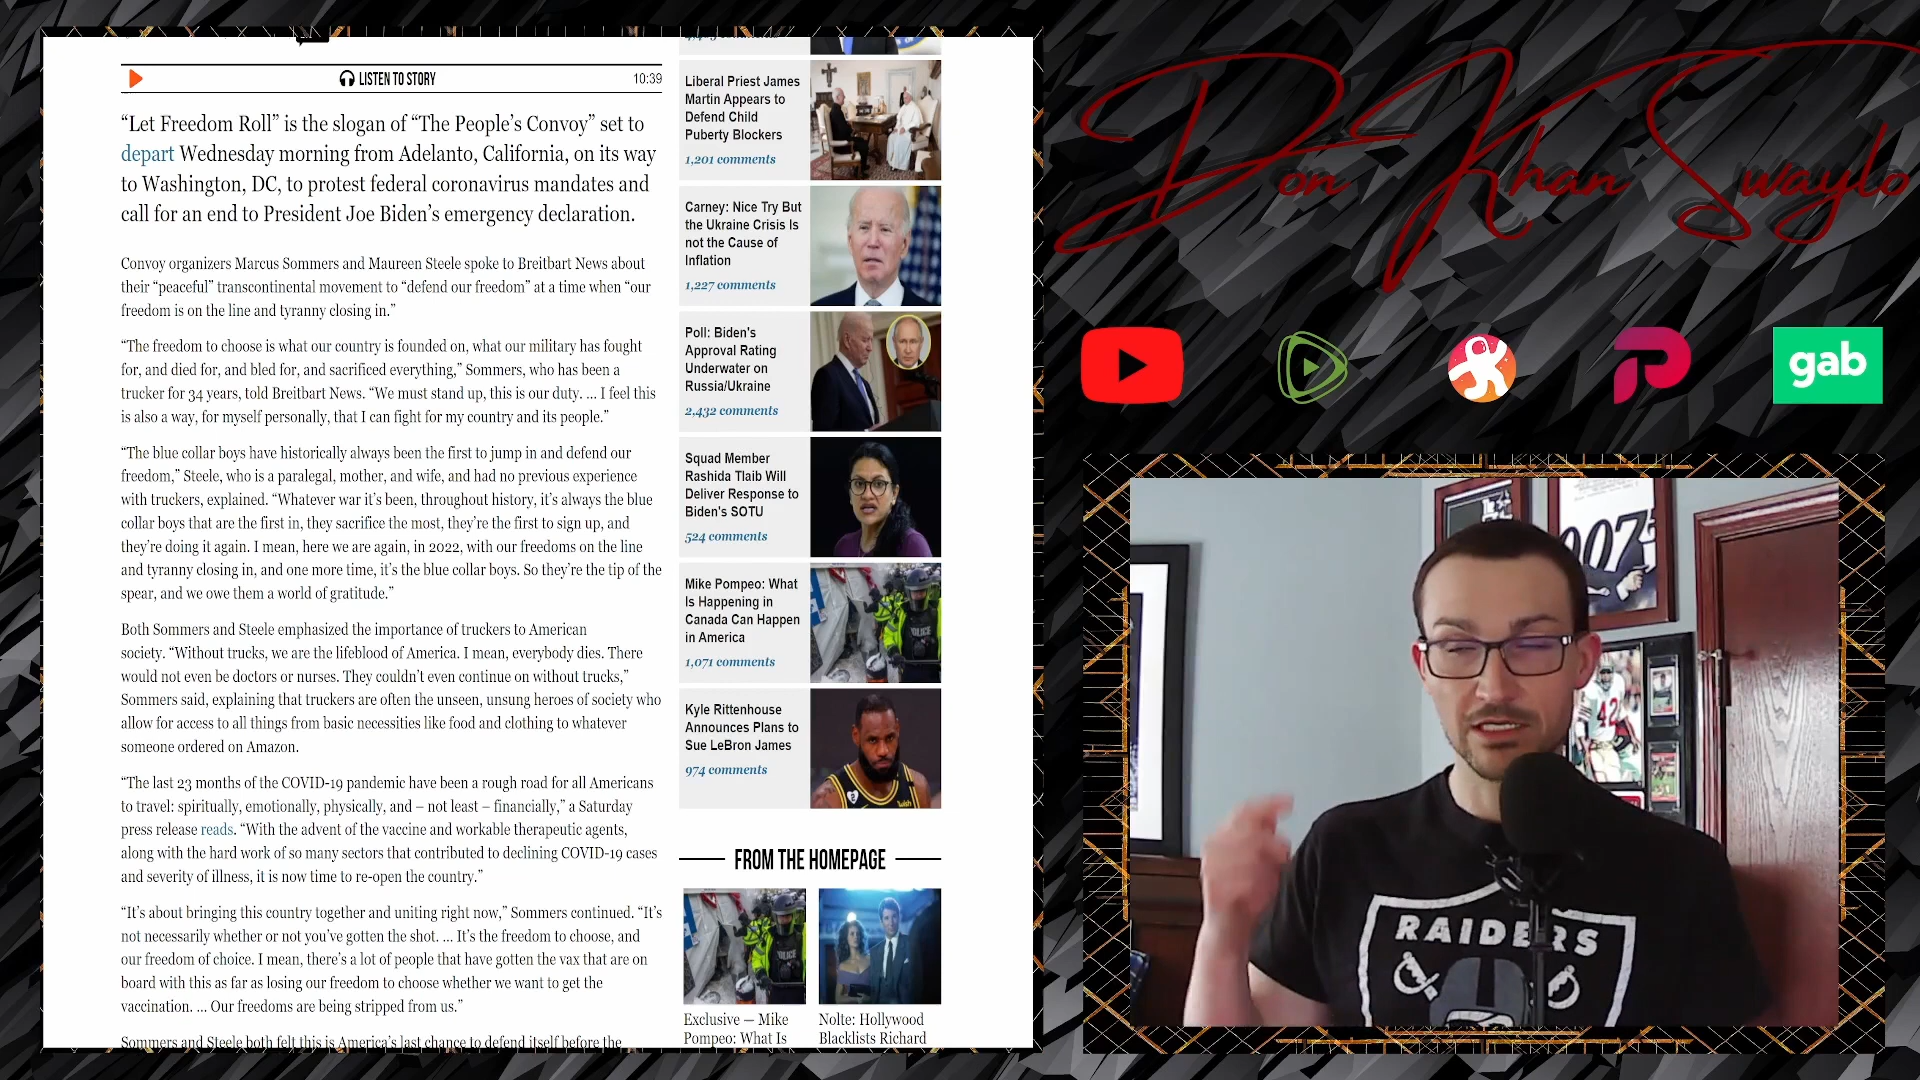 LISTEN TO STORY
10:39
“Let Freedom Roll” is the slogan of “The People’s Convoy” set to
depart Wednesday morning from Adelanto, California, on its way
to Washington, DC, to protest federal coronavirus mandates and
call for an end to President Joe Biden’s emergency declaration.
Convoy organizers Marcus Sommers and Maureen Steele spoke to Breitbart News about
their “peaceful” transcontinental movement to “defend our freedom” at a time when “our
freedom is on the line and tyranny closing in.”
“The freedom to choose is what our country is founded on, what our military has fought
for, and died for, and bled for, and sacrificed everything,” Sommers, who has been a
trucker for 34 years, told Breitbart News. “We must stand up, this is our duty. ... I feel this
is also a way, for myself personally, that I can fight for my country and its people.”
“The blue collar boys have historically always been the first to jump in and defend our
freedom,” Steele, who is a paralegal, mother, and wife, and had no previous experience
with truckers, explained. “Whatever war it’s been, throughout history, it’s always the blue
collar boys that are the first in, they sacrifice the most, they’re the first to sign up, and
they’re doing it again. I mean, here we are again, in 2022, with our freedoms on the line
and tyranny closing in, and one more time, it’s the blue collar boys. So they’re the tip of the
spear, and we owe them a world of gratitude.”
Both Sommers and Steele emphasized the importance of truckers to American
society. “Without trucks, we are the lifeblood of America. I mean, everybody dies. There
would not even be doctors or nurses. They couldn’t even continue on without trucks,”
Sommers said, explaining that truckers are often the unseen, unsung heroes of society who
allow for access to all things from basic necessities like food and clothing to whatever
someone ordered on Amazon.
“The last 23 months of the COVID-19 pandemic have been a rough road for all Americans
to travel: spiritually, emotionally, physically, and – not least – financially,” a Saturday
press release reads. “With the advent of the vaccine and workable therapeutic agents,
along with the hard work of so many sectors that contributed to declining COVID-19 cases
and severity of illness, it is now time to re-open the country.”
“It’s about bringing this country together and uniting right now,” Sommers continued. “It’s
not necessarily whether or not you’ve gotten the shot. ... It’s the freedom to choose, and
our freedom of choice. I mean, there’s a lot of people that have gotten the vax that are on
board with this as far as losing our freedom to choose whether we want to get the
vaccination. ... Our freedoms are being stripped from us.”
Sommers and Steele both felt this is America’s last chance to defend itself before the
Liberal Priest James
Martin Appears to
Defend Child
Puberty Blockers
1,201 comments
Carney: Nice Try But
the Ukraine Crisis Is
not the Cause of
Inflation
1,227 comments
Poll: Biden's
Approval Rating
Underwater on
Russia/Ukraine
2,432 comments
Squad Member
Rashida Tlaib Will
Deliver Response to
Biden's SOTU
524 comments
Mike Pompeo: What
Is Happening in
Canada Can Happen
in America
1,071 comments
Kyle Rittenhouse
Announces Plans to
Sue LeBron James
974 comments
FROM THE HOMEPAGE
Exclusive — Mike
Pompeo: What Is
Nolte: Hollywood
Blacklists Richard
Don Khan Swaylo
gab
007
42
RAIDERS